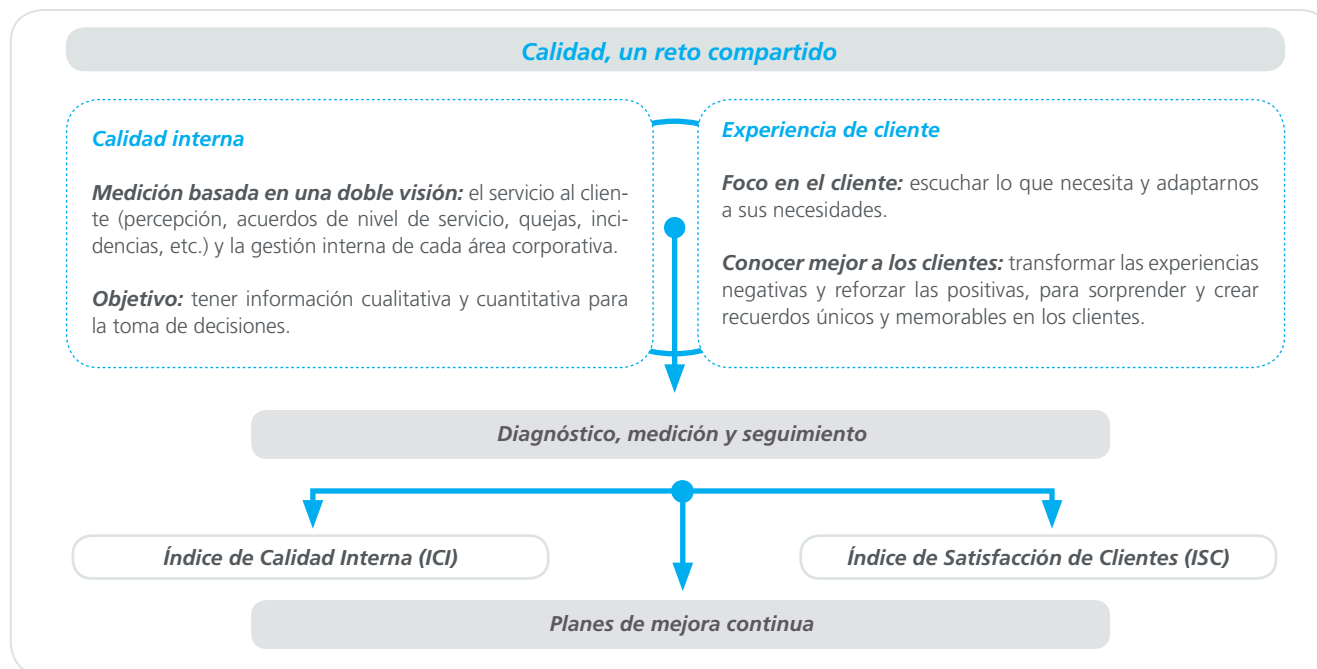 Calidad, un reto compartido
Calidad interna
Medición basada en una doble visión: el servicio al clien-
te (percepción, acuerdos de nivel de servicio, quejas, inci-
dencias, etc.) y la gestión interna de cada área corporativa.
Objetivo: tener información cualitativa y cuantitativa para
la toma de decisiones.
Experiencia de cliente
Foco en el cliente: escuchar lo que necesita y adaptarnos
a sus necesidades.
Conocer mejor a los clientes: transformar las experiencias
negativas y reforzar las positivas, para sorprender y crear
recuerdos únicos y memorables en los clientes.
Diagnóstico, medición y seguimiento
Índice de Calidad Interna (ICI)
Índice de Satisfacción de Clientes (ISC)
Planes de mejora continua